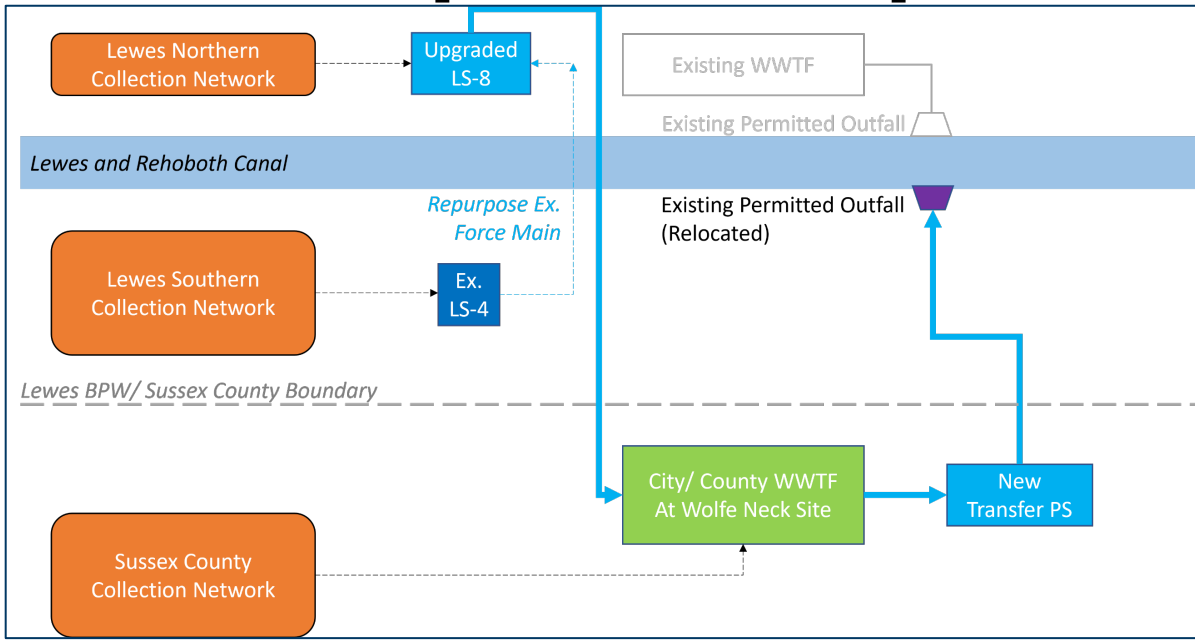 Lewes Northern
Collection Network
Upgraded
LS-8
Existing WWTF
Existing Permitted Outfall
Lewes and Rehoboth Canal
Repurpose Ex.
Force Main
Existing Permitted Outfall
(Relocated)
Lewes Southern
Collection Network
Ex.
LS-4
Lewes BPW/ Sussex County Boundary
City/ County WWTF
At Wolfe Neck Site
New
Transfer PS
Sussex County
Collection Network